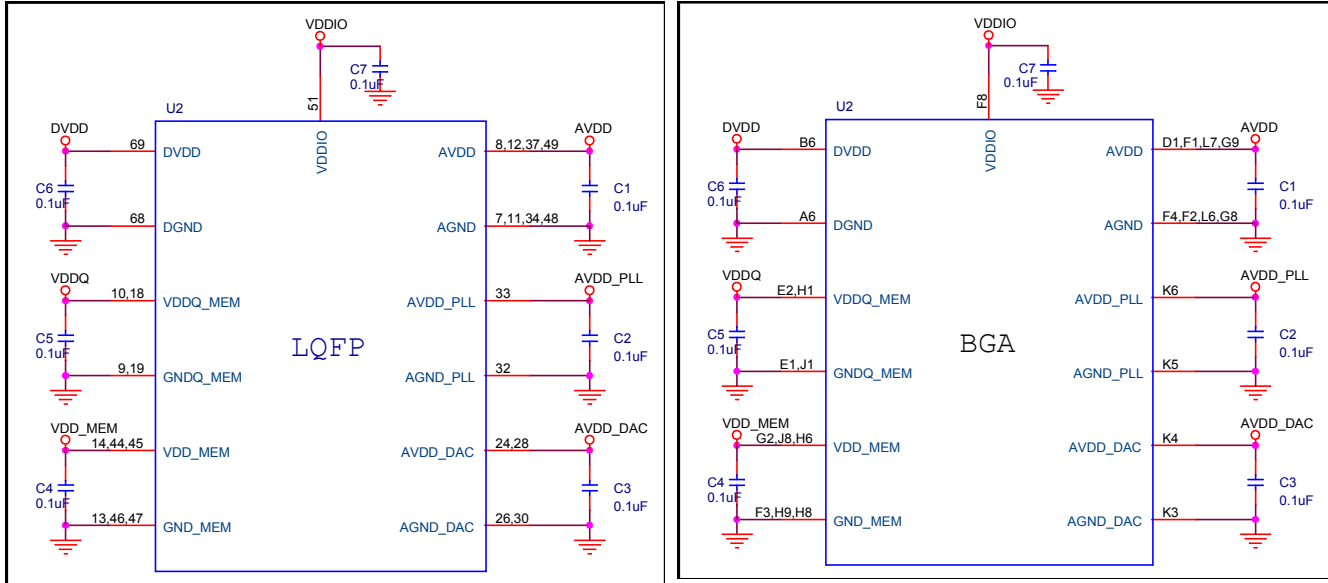 VDDIO
C7
0.1uF
51
U2
VDDIO
DVDD
69
DVDD
C6
0.1uF
68
DGND
AVDD
8,12,37,49
AVDD
C1
0.1uF
AGND
7,11,34,48
VDDQ
10,18
VDDQ_MEM
C5
0.1uF
9,19
GNDQ_MEM
AVDD_PLL
AVDD_PLL
33
C2
0.1uF
AGND_PLL
32
LQFP
VDD_MEM
14,44,45
VDD_MEM
C4
0.1uF
13,46,47
GND_MEM
AVDD_DAC
AVDD_DAC
24,28
C3
0.1uF
AGND_DAC
26,30
VDDIO
C7
0.1uF
F8
U2
VDDIO
DVDD
B6
DVDD
C6
0.1uF
A6
DGND
AVDD
D1,F1,L7,G9
AVDD
C1
0.1uF
AGND
F4,F2,L6,G8
VDDQ
E2,H1
VDDQ_MEM
C5
0.1uF
E1,J1
GNDQ_MEM
AVDD_PLL
AVDD_PLL
K6
C2
0.1uF
AGND_PLL
K5
BGA
VDD_MEM
G2,J8,H6
VDD_MEM
C4
0.1uF
F3,H9,H8
GND_MEM
AVDD_DAC
AVDD_DAC
K4
C3
0.1uF
AGND_DAC
K3